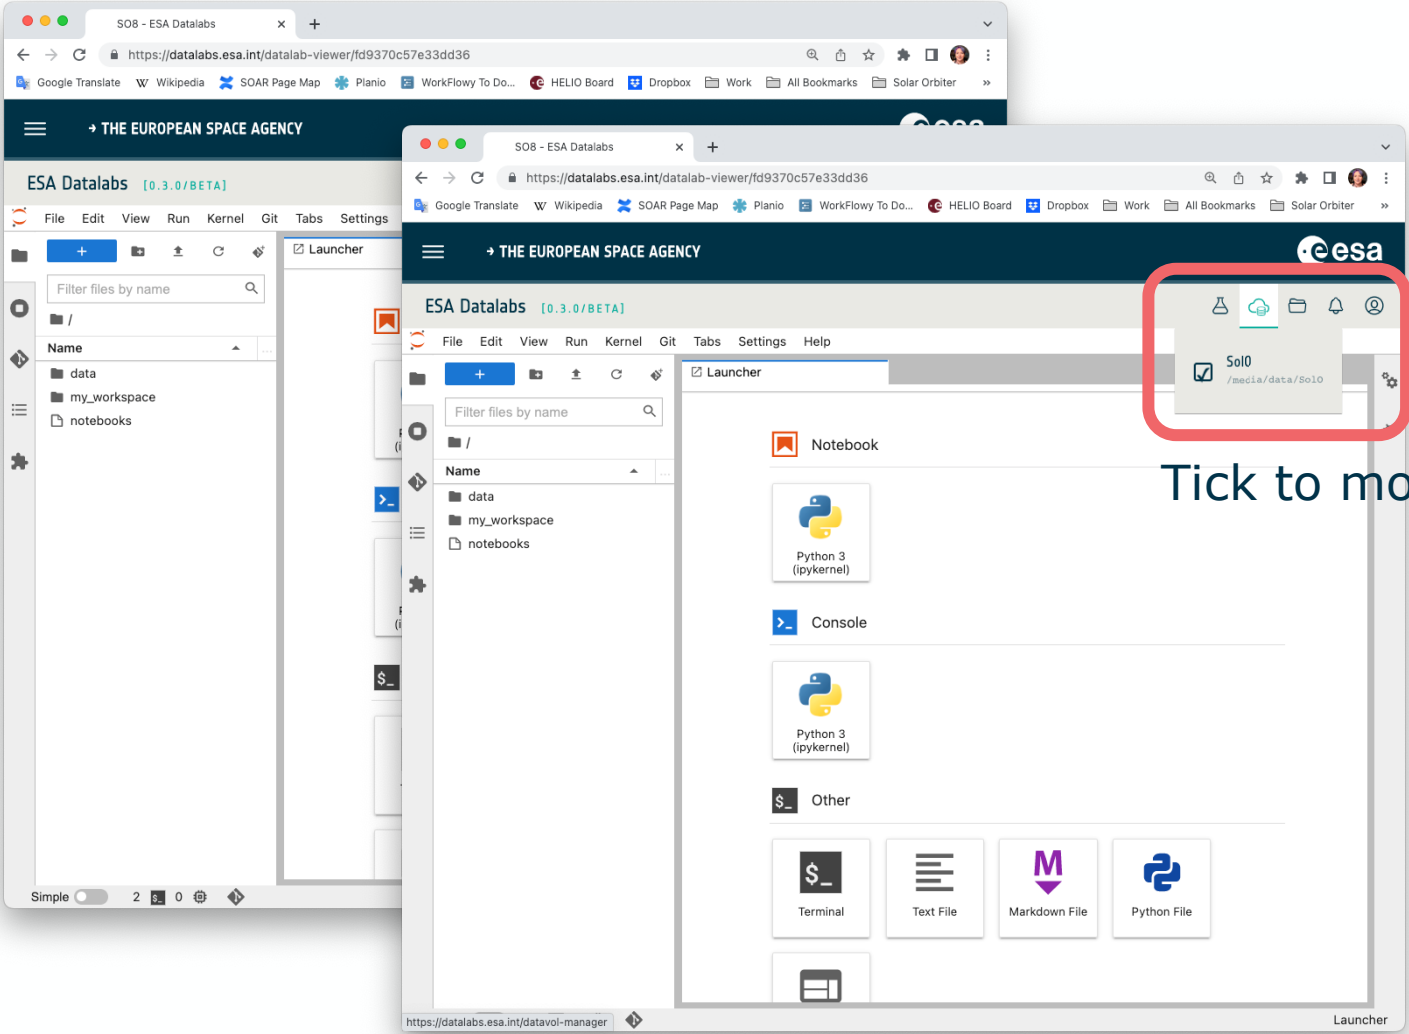 SO8 - ESA Datalabs
https://datalabs.esa.int/datalab-viewer/fd9370c57e33dd36
Google Translate W Wikipedia SOAR Page Map Planio WorkFlowy To Do... HELIO Board Dropbox Work All Bookmarks Solar Orbiter »
→ THE EUROPEAN SPACE AGENCY
ESA Datalabs [0.3.0/BETA]
File Edit View Run Kernel Git Tabs Settings
Launcher
Filter files by name
/
Name
data
my_workspace
notebooks
Simple 2 $_ 0
SO8 - ESA Datalabs
https://datalabs.esa.int/datalab-viewer/fd9370c57e33dd36
Google Translate W Wikipedia SOAR Page Map Planio WorkFlowy To Do... HELIO Board Dropbox Work All Bookmarks Solar Orbiter »
→ THE EUROPEAN SPACE AGENCY
esa
ESA Datalabs [0.3.0/BETA]
File Edit View Run Kernel Git Tabs Settings Help
SolO
/media/data/SolO
Launcher
Filter files by name
/
Name
data
my_workspace
notebooks
Notebook
Python 3
(ipykernel)
Console
Python 3
(ipykernel)
$_ Other
$_ M
Terminal Text File Markdown File Python File
Tick to mo
https://datalabs.esa.int/datavol-manager
Launcher